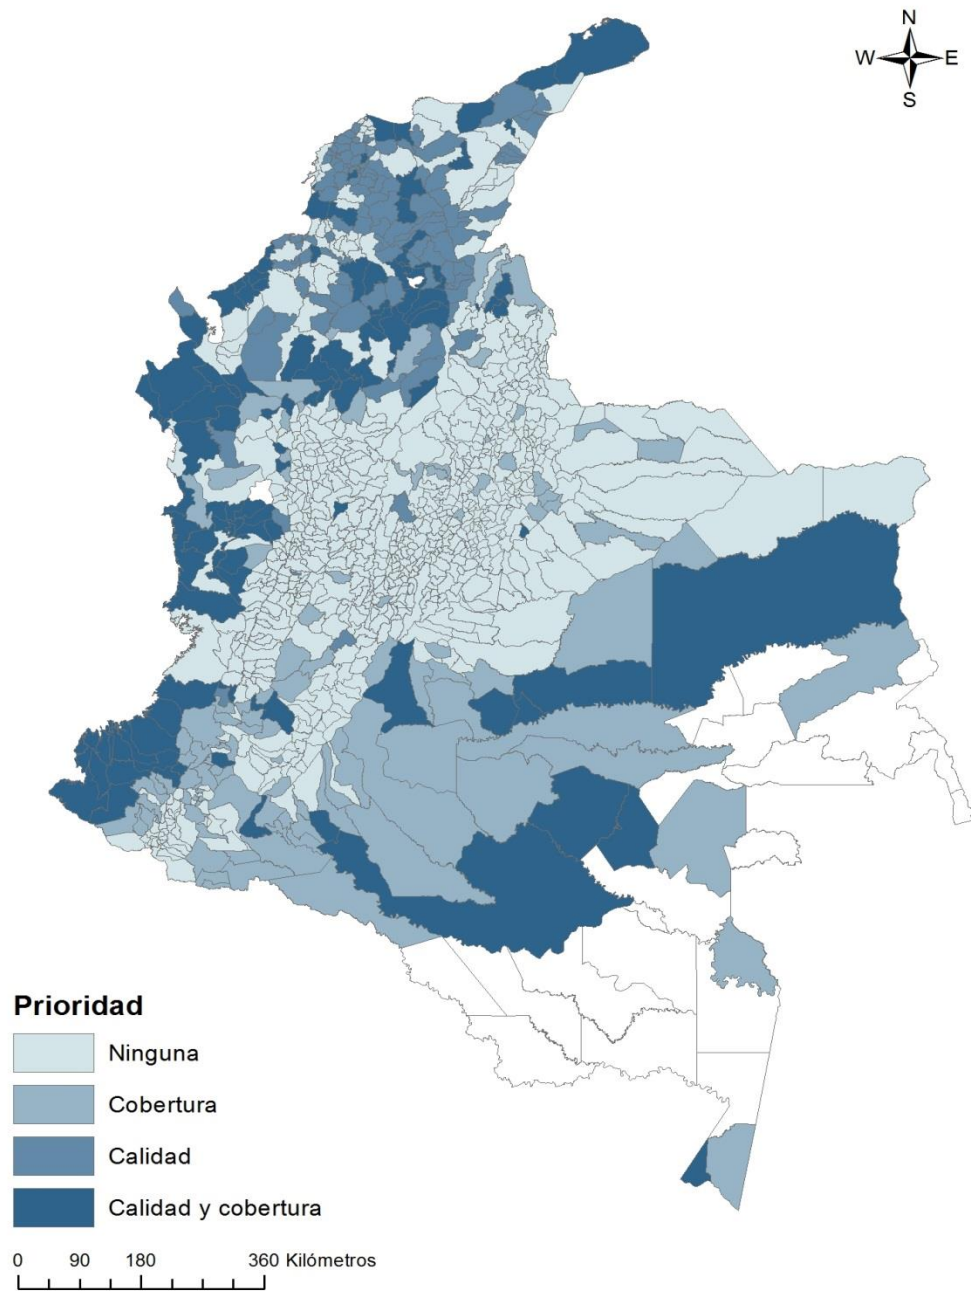 N
W E
S
Prioridad
Ninguna
Cobertura
Calidad
Calidad y cobertura
0 90 180 360 Kilómetros